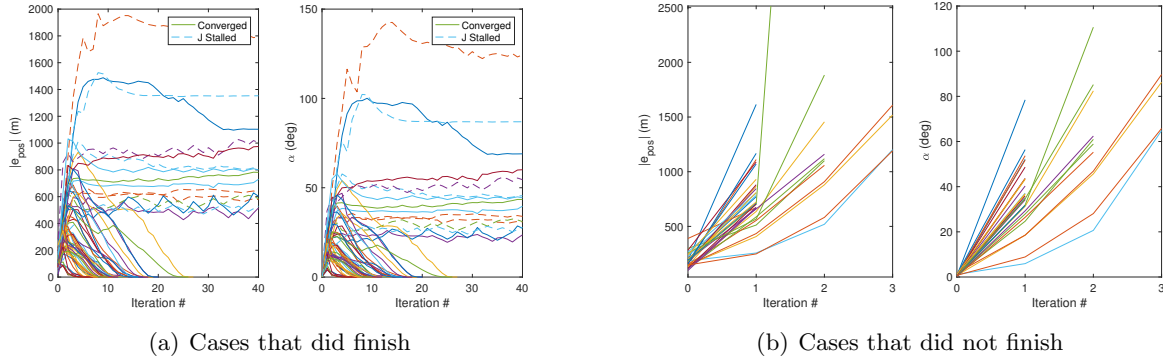 2000
1800
1600
1400
1200
1000
800
600
400
200
0
|e_pos| (m)
0 10 20 30 40
Iteration #
Converged
J Stalled
150
100
50
0
α (deg)
0 10 20 30 40
Iteration #
Converged
J Stalled
2500
2000
1500
1000
500
|e_pos| (m)
0 1 2 3
Iteration #
120
100
80
60
40
20
0
α (deg)
0 1 2 3
Iteration #
(a) Cases that did finish
(b) Cases that did not finish